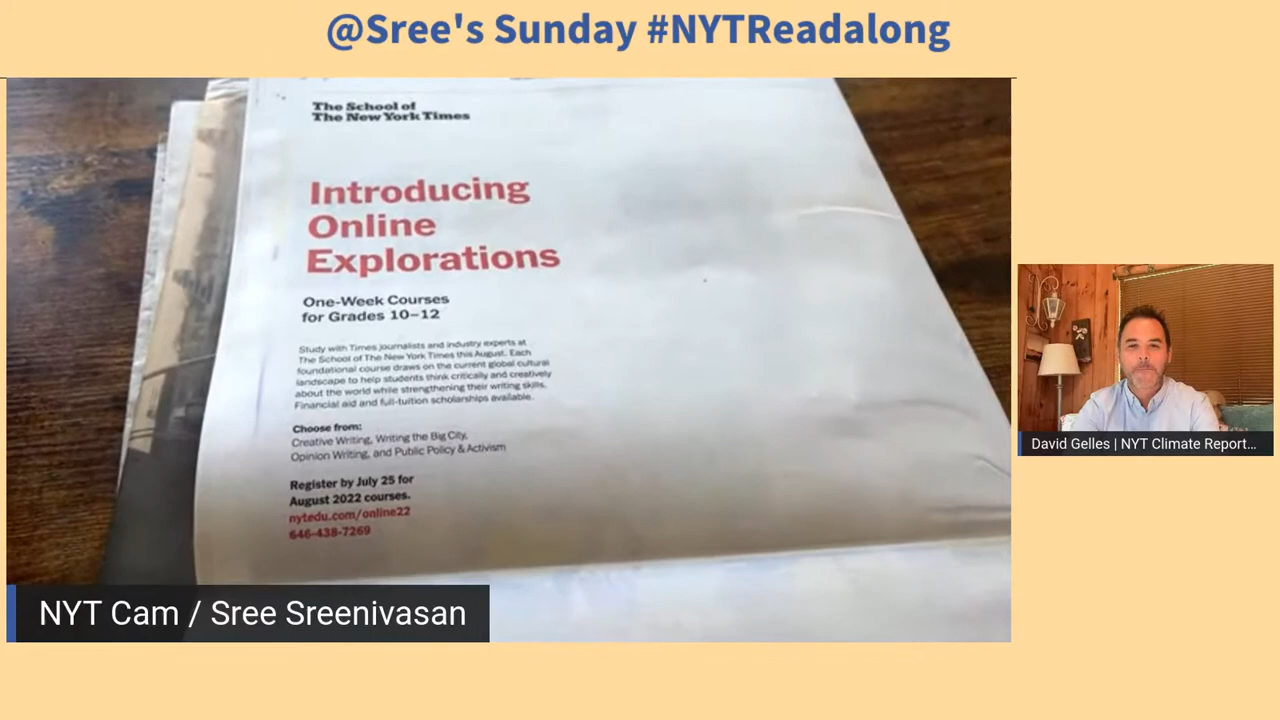 @Sree's Sunday #NYTReadalong
The School of
The New York Times
Introducing
Online
Explorations
One-Week Courses
for Grades 10–12
Study with Times journalists and industry experts at
The School of The New York Times this August. Each
foundational course draws on the current global cultural
landscape to help students think critically and creatively
about the world while strengthening their writing skills.
Financial aid and full-tuition scholarships available.
Choose from:
Creative Writing, Writing the Big City,
Opinion Writing, and Public Policy & Activism
Register by July 25 for
August 2022 courses.
nytedu.com/online22
646-438-7269
NYT Cam / Sree Sreenivasan
David Gelles | NYT Climate Report...